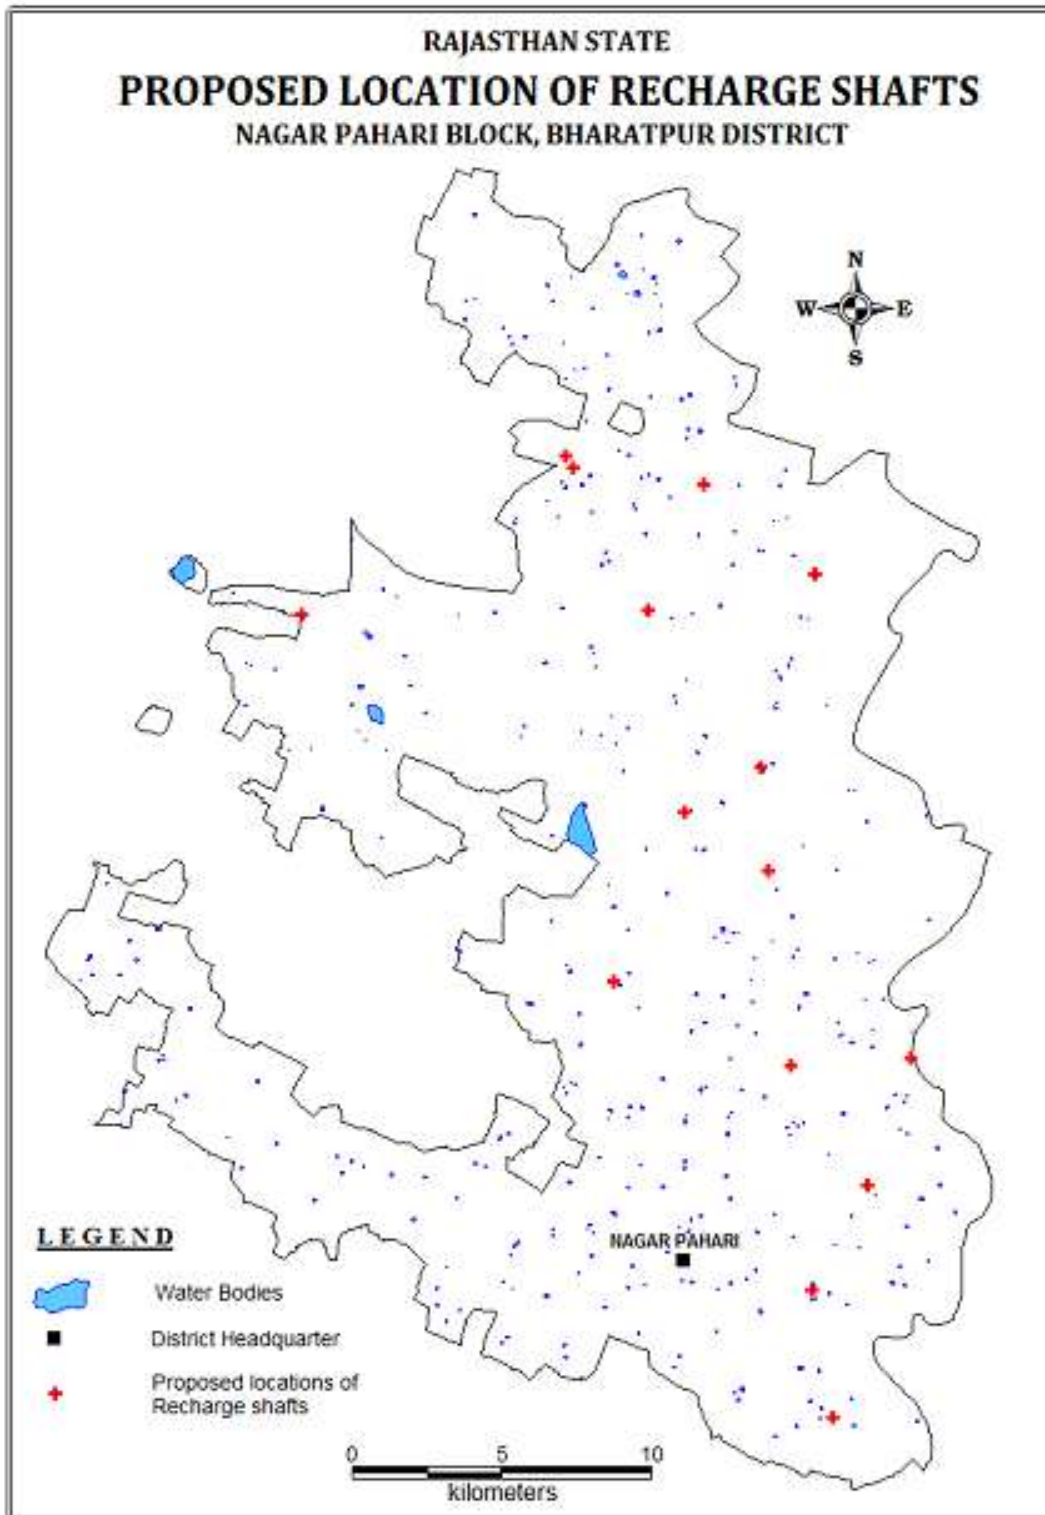 RAJASTHAN STATE
PROPOSED LOCATION OF RECHARGE SHAFTS
NAGAR PAHARI BLOCK, BHARATPUR DISTRICT
N
W E
S
NAGAR PAHARI
LEGEND
Water Bodies
District Headquarter
Proposed locations of
Recharge shafts
0 5 10
kilometers